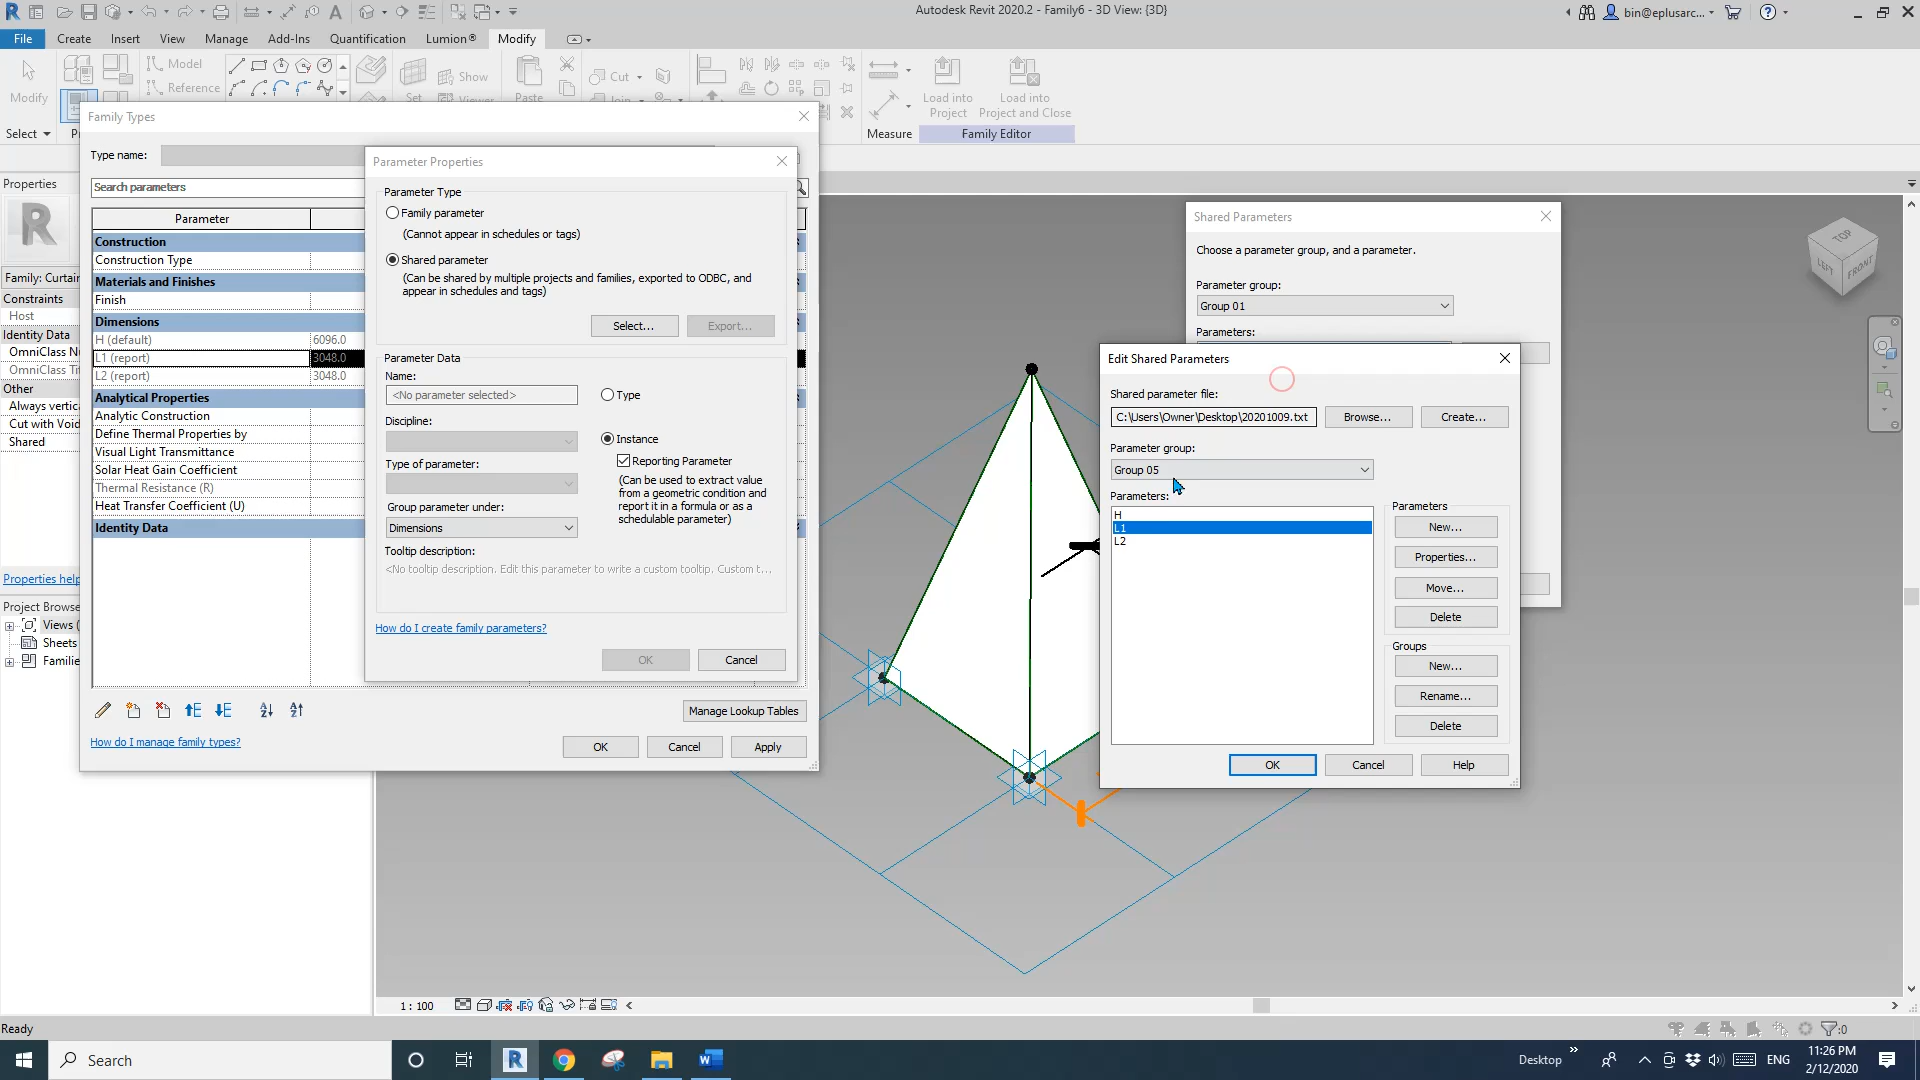 Autodesk Revit 2020.2 - Family6 - 3D View: {3D}
bin@eplusarc...
File
Create
Insert
View
Manage
Add-Ins
Quantification
Lumion®
Modify
Model
Reference
Show
Set
Viewer
Paste
Cut
Join
Modify
Load into
Project
Load into
Project and Close
Select
Measure
Family Editor
Properties
Family: Curtain
Constraints
Host
Identity Data
OmniClass Nu
OmniClass Tit
Other
Always vertica
Cut with Void
Shared
Properties help
Project Browse
Views (
Sheets
Familie
Family Types
Type name:
Search parameters
Parameter
Construction
Construction Type
Materials and Finishes
Finish
Dimensions
H (default)
6096.0
L1 (report)
3048.0
L2 (report)
3048.0
Analytical Properties
Analytic Construction
Define Thermal Properties by
Visual Light Transmittance
Solar Heat Gain Coefficient
Thermal Resistance (R)
Heat Transfer Coefficient (U)
Identity Data
Manage Lookup Tables
How do I manage family types?
OK
Cancel
Apply
Parameter Properties
Parameter Type
Family parameter
(Cannot appear in schedules or tags)
Shared parameter
(Can be shared by multiple projects and families, exported to ODBC, and
appear in schedules and tags)
Select...
Export...
Parameter Data
Name:
<No parameter selected>
Type
Discipline:
Instance
Type of parameter:
Reporting Parameter
(Can be used to extract value
from a geometric condition and
report it in a formula or as a
schedulable parameter)
Group parameter under:
Dimensions
Tooltip description:
<No tooltip description. Edit this parameter to write a custom tooltip. Custom t...
How do I create family parameters?
OK
Cancel
Shared Parameters
Choose a parameter group, and a parameter.
Parameter group:
Group 01
Parameters:
Edit Shared Parameters
Shared parameter file:
C:\Users\Owner\Desktop\20201009.txt
Browse...
Create...
Parameter group:
Group 05
Parameters:
H
L1
L2
Parameters
New...
Properties...
Move...
Delete
Groups
New...
Rename...
Delete
OK
Cancel
Help
TOP
LEFT
FRONT
1 : 100
Ready
:0
Search
Desktop
ENG
11:26 PM
2/12/2020